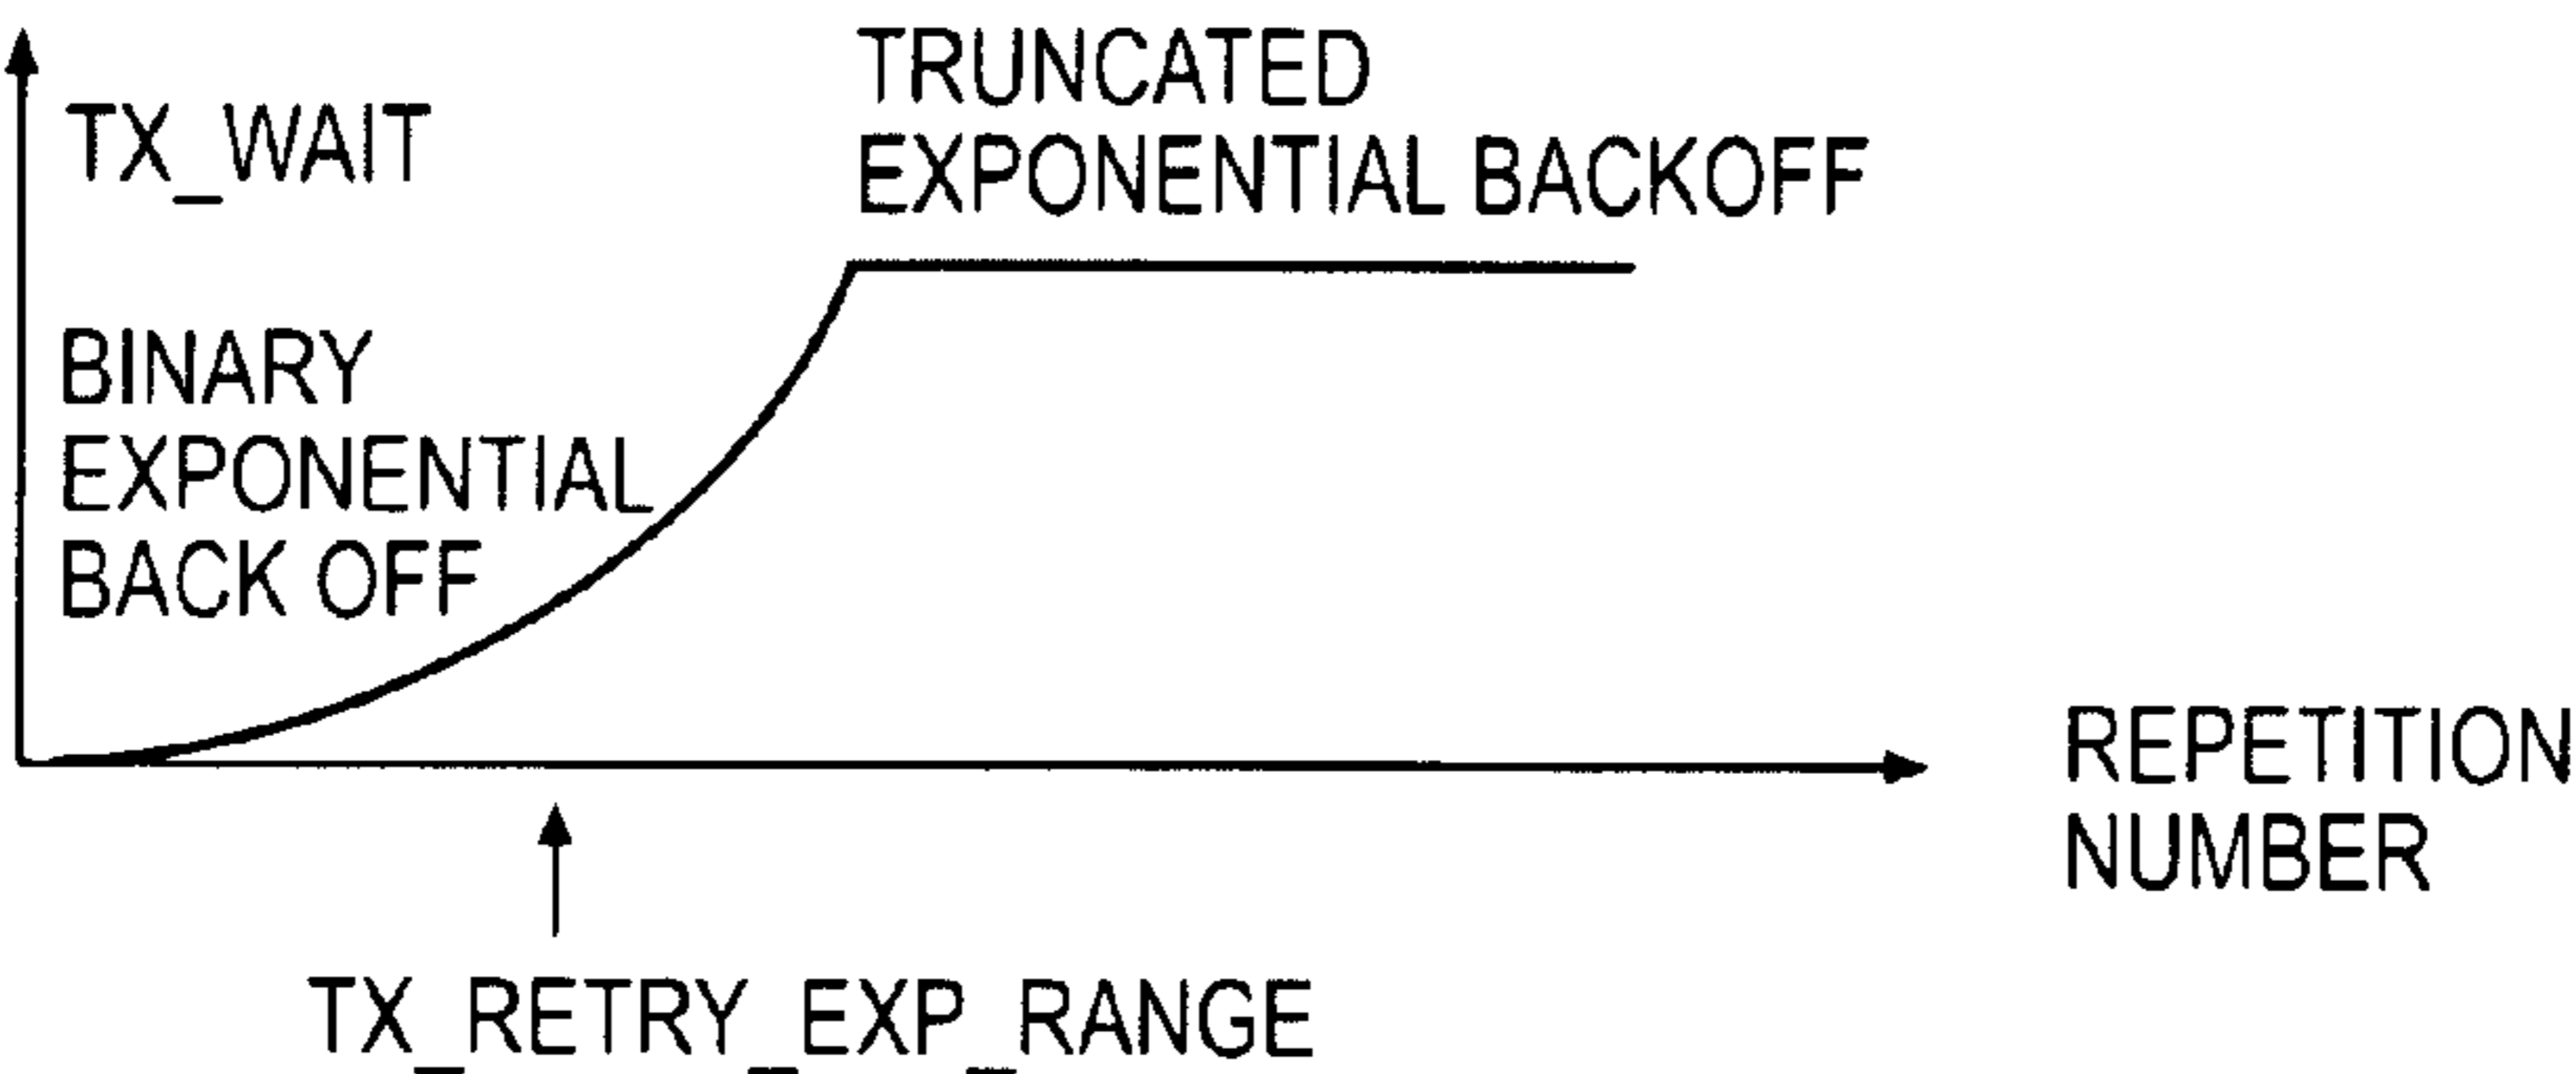 TX_WAIT
TRUNCATED
EXPONENTIAL BACKOFF
BINARY
EXPONENTIAL
BACK OFF
REPETITION
NUMBER
TX_RETRY_EXP_RANGE